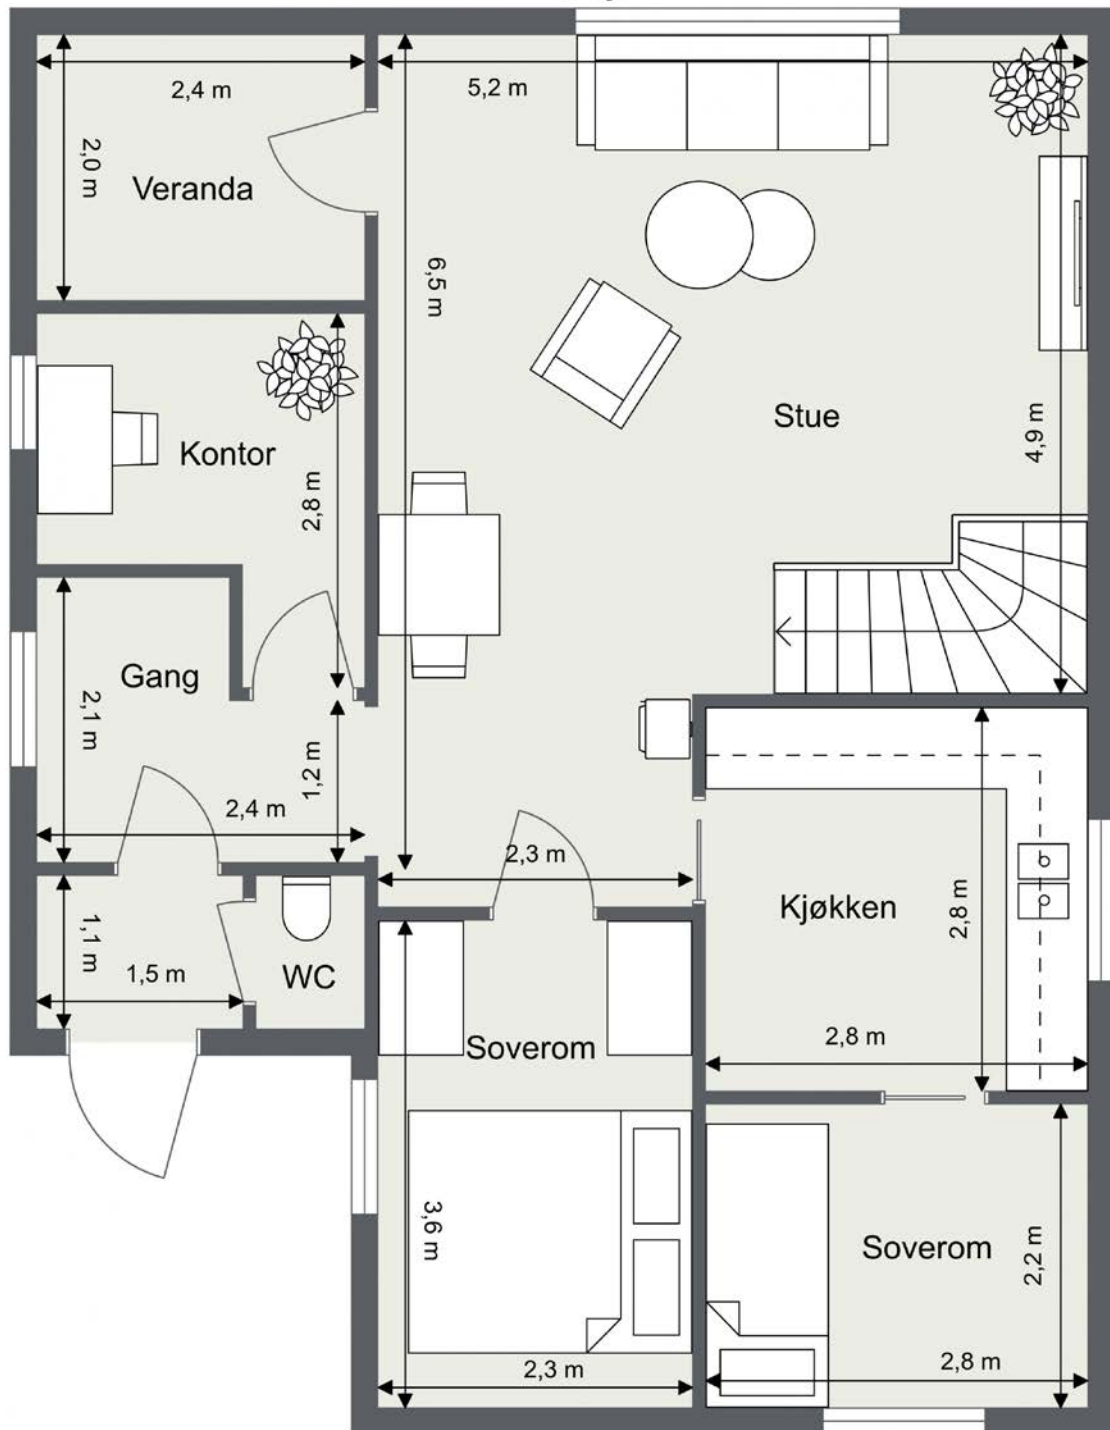 2,4 m
5,2 m
2,0 m
Veranda
6,5 m
Stue
4,9 m
Kontor
2,8 m
Gang
2,1 m
1,2 m
2,4 m
2,3 m
Kjøkken
2,8 m
1,1 m
1,5 m
WC
2,8 m
Soverom
3,6 m
Soverom
2,2 m
2,3 m
2,8 m